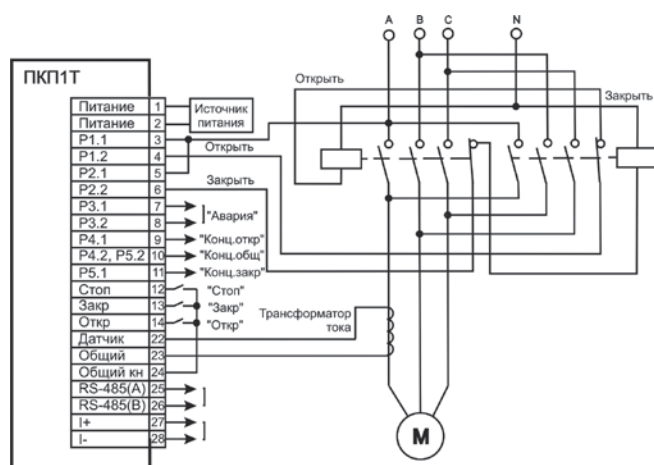 A B C N
ПКП1Т
Открыть
Закрыть
Питание 1 Источник питания
Питание 2
P1.1 3
P1.2 4 Открыть
P2.1 5
P2.2 6 Закрыть
P3.1 7 "Авария"
P3.2 8
P4.1 9 "Конц.откр"
P4.2, P5.2 10 "Конц.общ"
P5.1 11 "Конц.закр"
Стоп 12 "Стоп"
Закр 13 "Закр"
Откр 14 "Откр"
Трансформатор тока
Датчик 22
Общий 23
Общий кн 24
RS-485(A) 25
RS-485(B) 26
I+ 27
I- 28
M